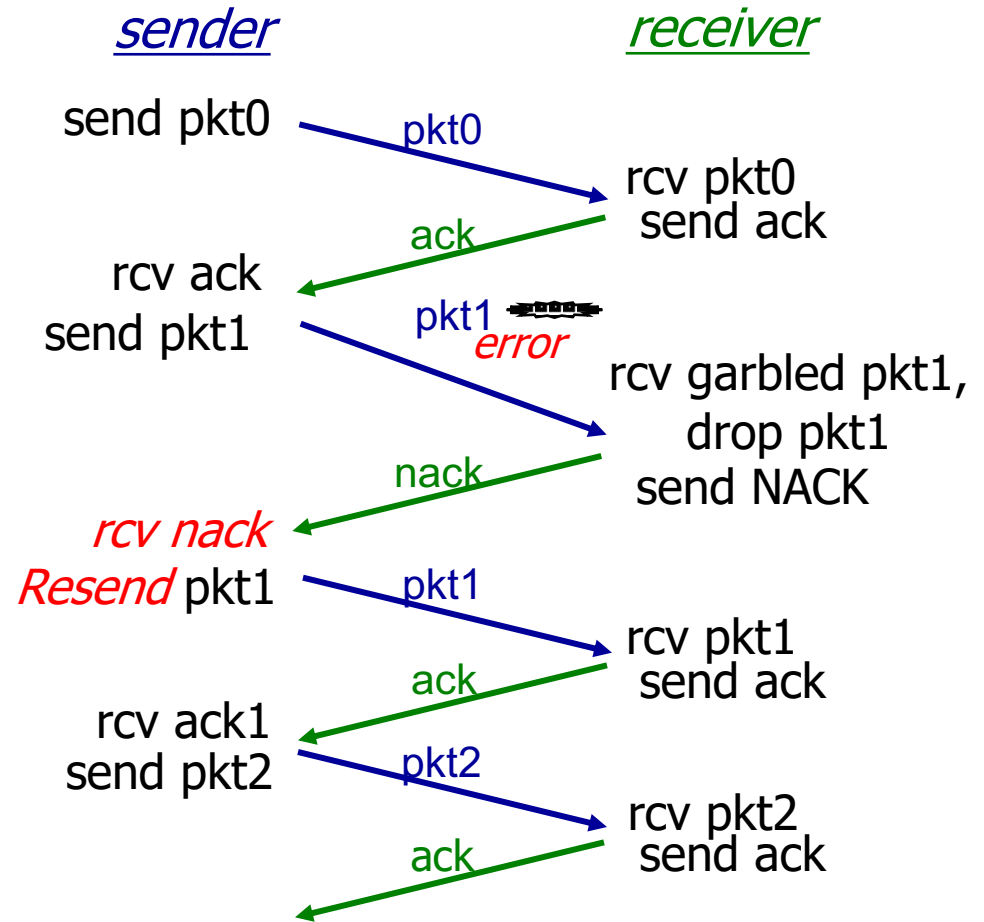 sender
receiver
send pkt0
pkt0
rcv pkt0
send ack
ack
rcv ack
send pkt1
pkt1
error
rcv garbled pkt1,
drop pkt1
send NACK
nack
rcv nack
Resend pkt1
pkt1
rcv pkt1
send ack
ack
rcv ack1
send pkt2
pkt2
rcv pkt2
send ack
ack